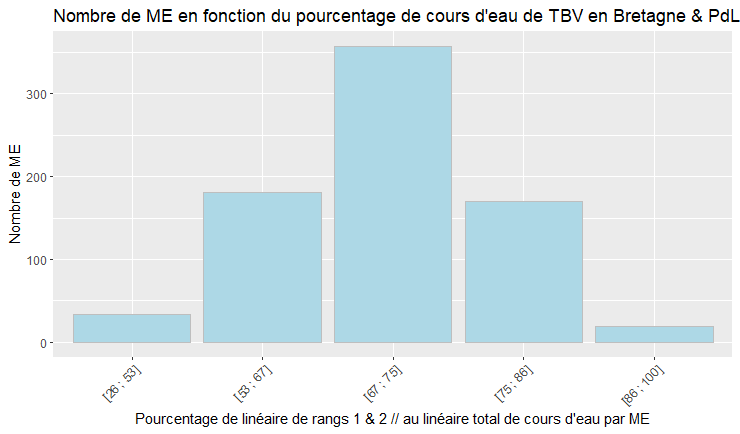 Nombre de ME en fonction du pourcentage de cours d'eau de TBV en Bretagne & PdL
Nombre de ME
300
200
100
0
[26 ; 53]
[53 ; 67]
[67 ; 75]
[75 ; 86]
[86 ; 100]
Pourcentage de linéaire de rangs 1 & 2 // au linéaire total de cours d'eau par ME